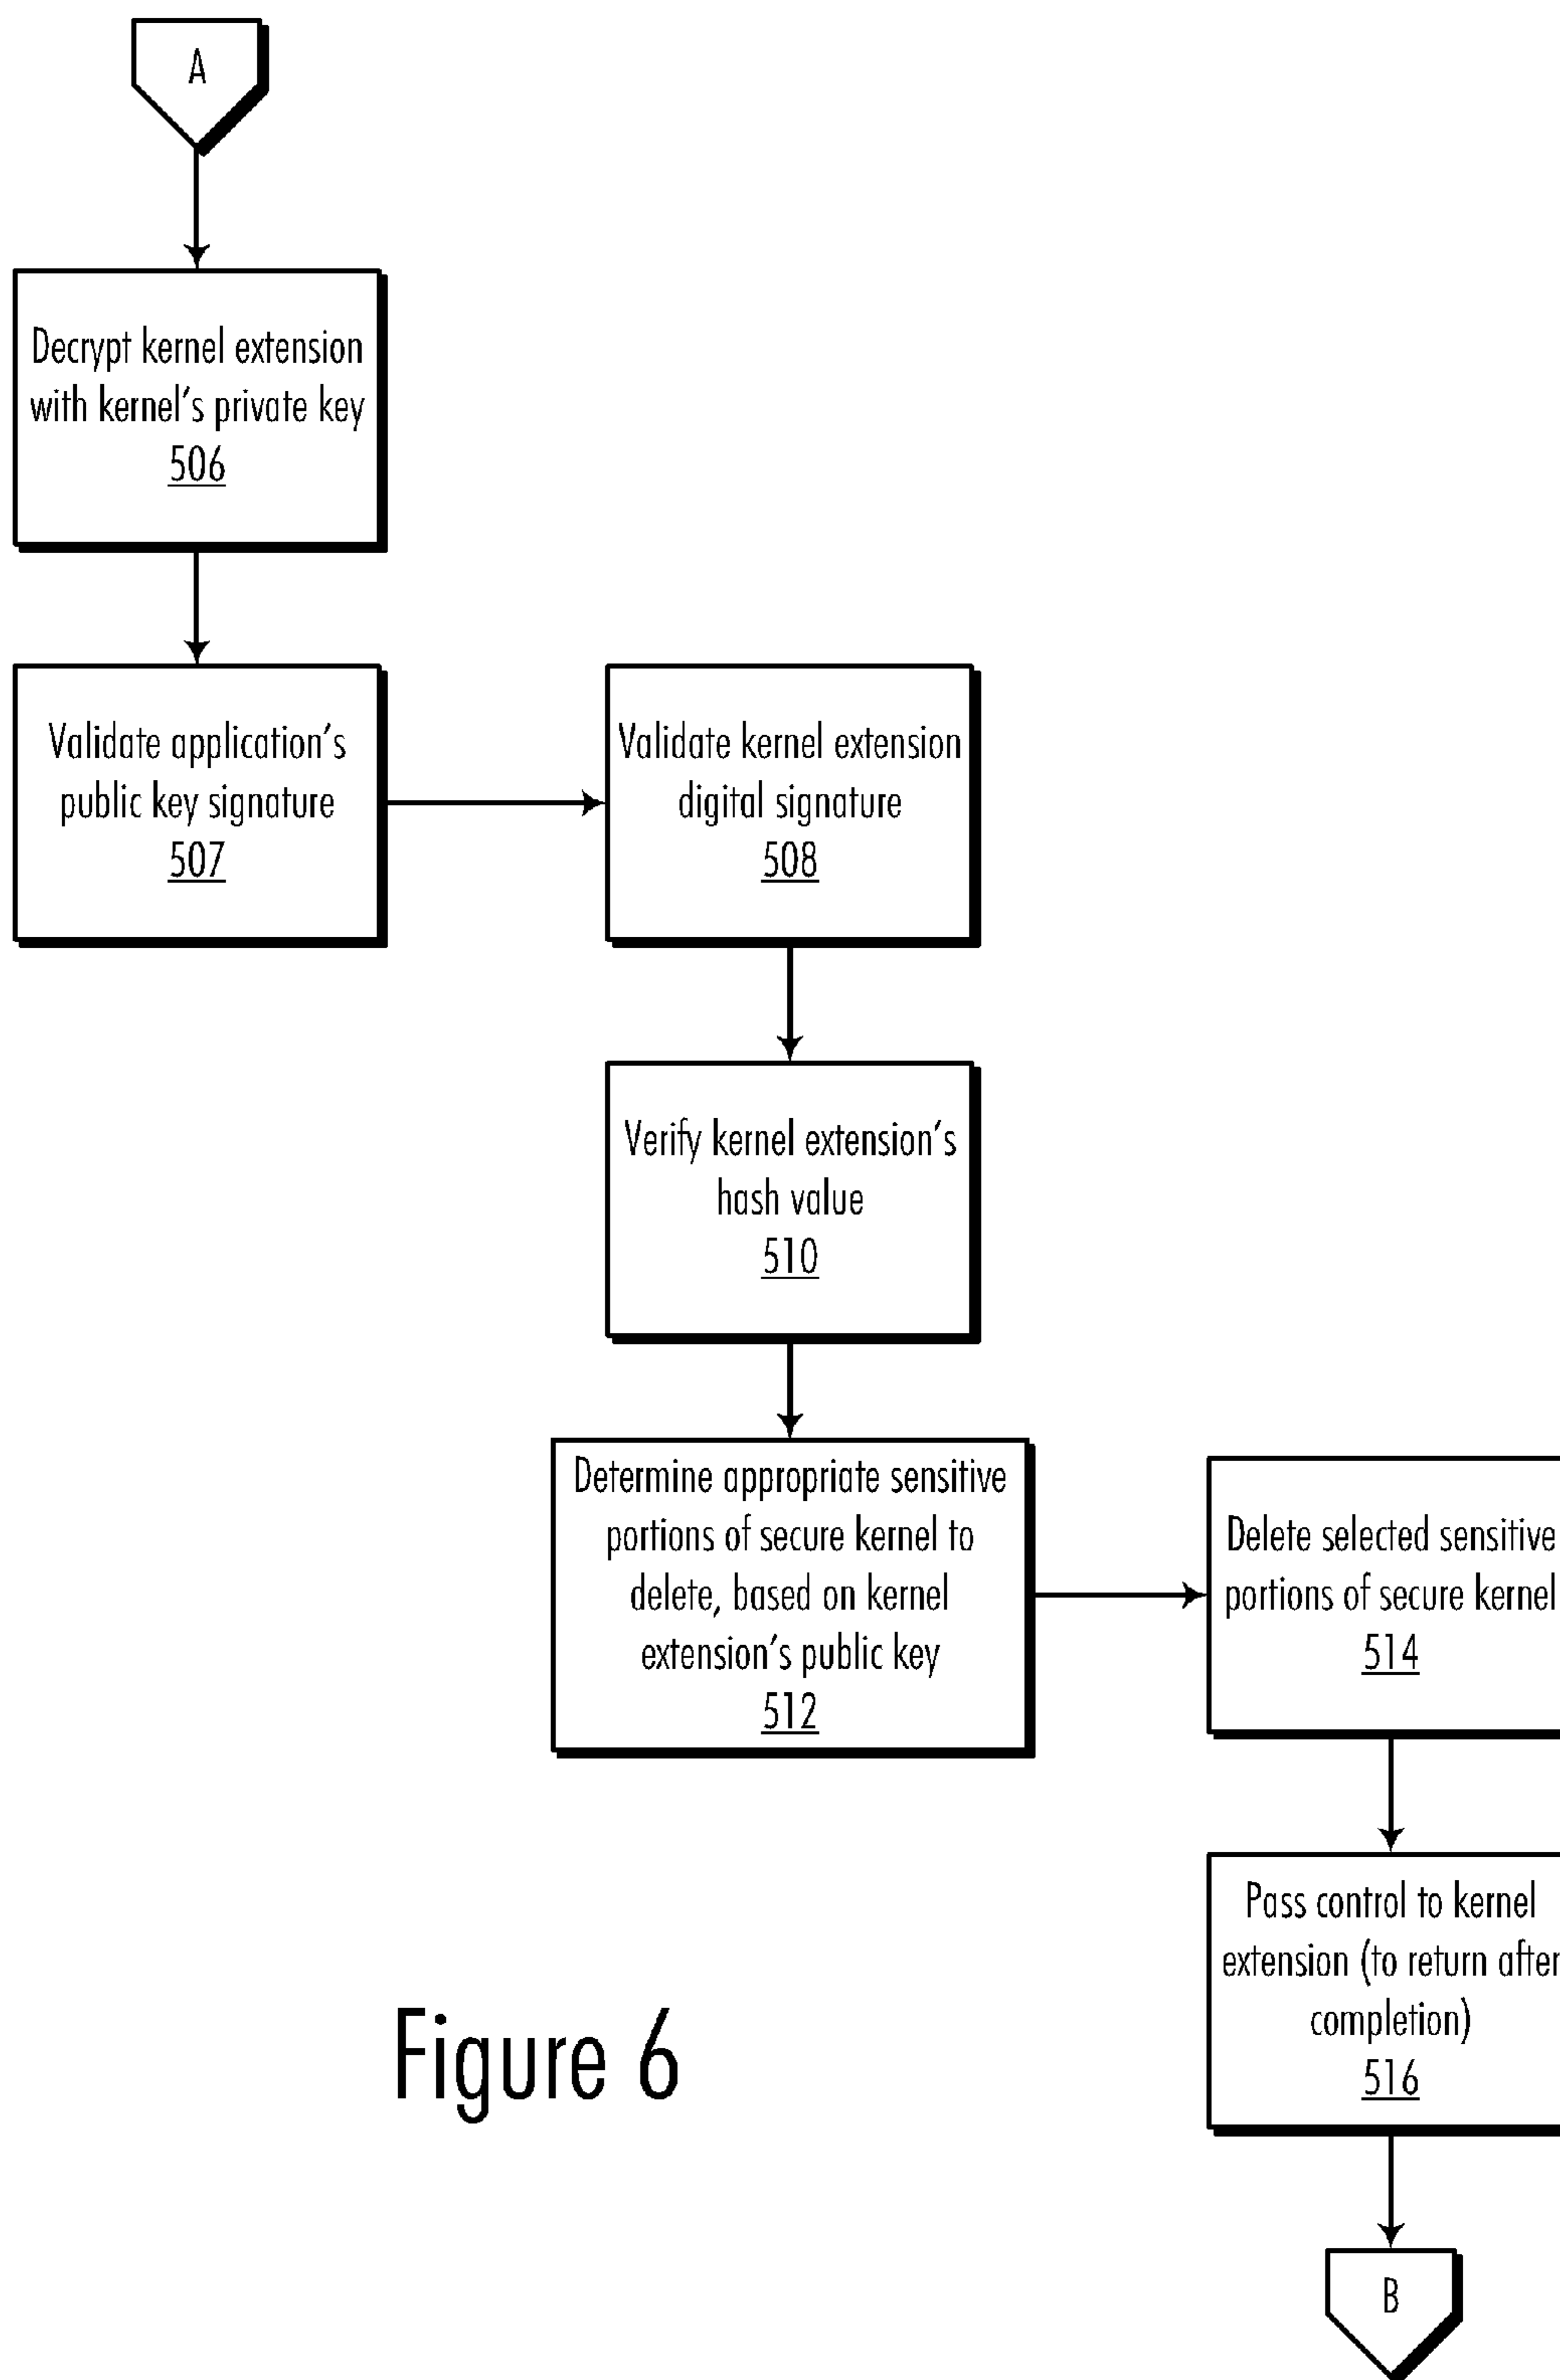 A
Decrypt kernel extension
with kernel's private key
506
Validate application's
public key signature
507
Validate kernel extension
digital signature
508
Verify kernel extension's
hash value
510
Determine appropriate sensitive
portions of secure kernel to
delete, based on kernel
extension's public key
512
Delete selected sensitive
portions of secure kernel
514
Pass control to kernel
extension (to return after
completion)
516
B
Figure 6